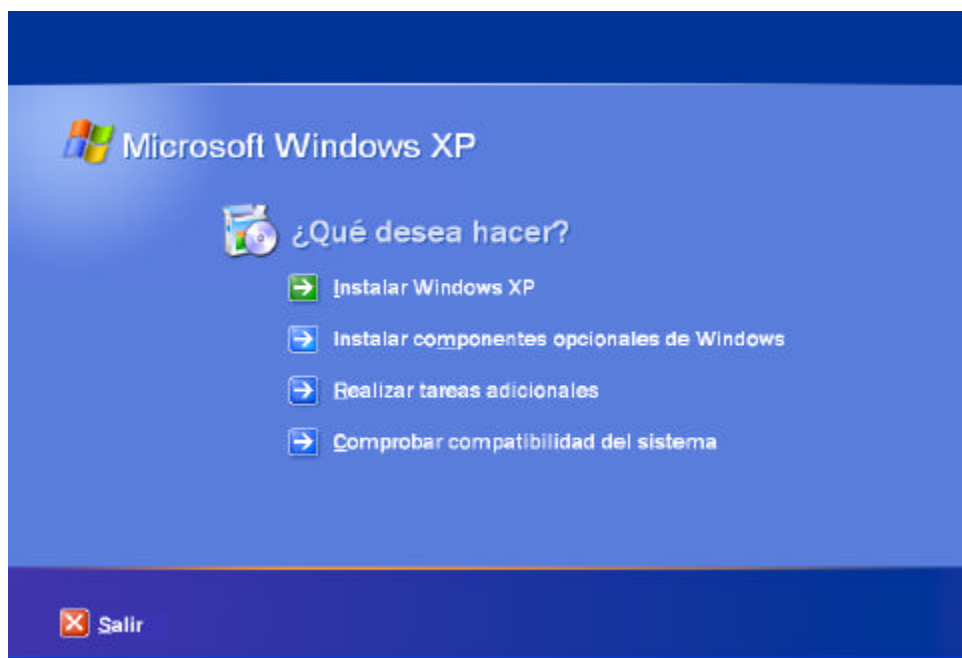 Microsoft Windows XP
¿Qué desea hacer?
Instalar Windows XP
Instalar componentes opcionales de Windows
Realizar tareas adicionales
Comprobar compatibilidad del sistema
Salir